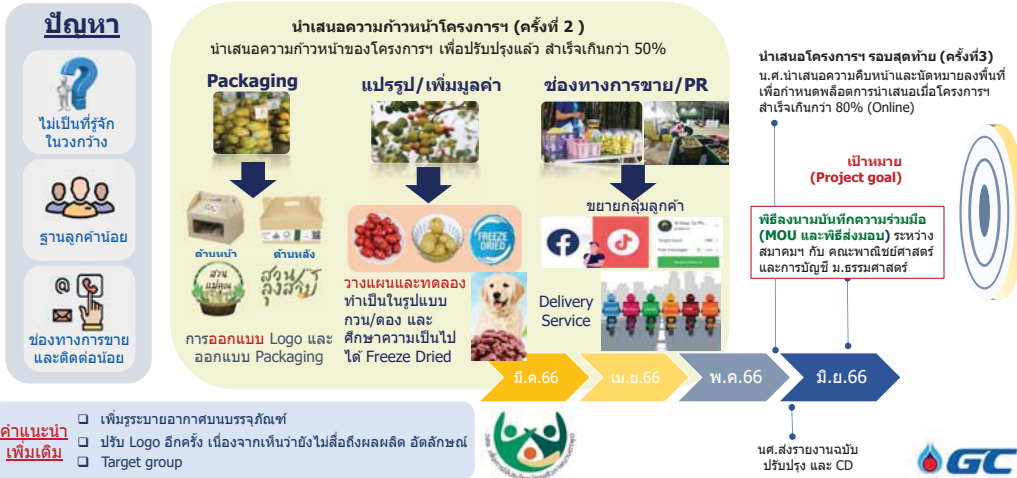 ปัญหา
ไม่เป็นที่รู้จัก
ในวงกว้าง
ฐานลูกค้าน้อย
ช่องทางการขาย
และติดต่อน้อย
นำเสนอความก้าวหน้าโครงการฯ (ครั้งที่ 2 )
นำเสนอความก้าวหน้าของโครงการฯ เพื่อปรับปรุงแล้ว สำเร็จเกินกว่า 50%
Packaging
ด้านหน้า
ด้านหลัง
สวน
แม่คูณ
สวน
ลุงสาย
การออกแบบ Logo และ
ออกแบบ Packaging
แปรรูป/เพิ่มมูลค่า
FREEZE
DRIED
วางแผนและทดลอง
ทำเป็นในรูปแบบ
กวน/ดอง และ
ศึกษาความเป็นไป
ได้ Freeze Dried
ช่องทางการขาย/PR
ขยายกลุ่มลูกค้า
Delivery
Service
นำเสนอโครงการฯ รอบสุดท้าย (ครั้งที่3)
น.ศ.นำเสนอความคืบหน้าและนัดหมายลงพื้นที่
เพื่อกำหนดพล็อตการนำเสนอเมื่อโครงการฯ
สำเร็จเกินกว่า 80% (Online)
เป้าหมาย
(Project goal)
พิธีลงนามบันทึกความร่วมมือ
(MOU และพิธีส่งมอบ) ระหว่าง
สมาคมฯ กับ คณะพาณิชย์ศาสตร์
และการบัญชี ม.ธรรมศาสตร์
มี.ค.66
เม.ย.66
พ.ค.66
มิ.ย.66
นศ.ส่งรายงานฉบับ
ปรับปรุง และ CD
คำแนะนำ
เพิ่มเติม
เพิ่มรูระบายอากาศบนบรรจุภัณฑ์
ปรับ Logo อีกครั้ง เนื่องจากเห็นว่ายังไม่สื่อถึงผลผลิต อัตลักษณ์
Target group
GC